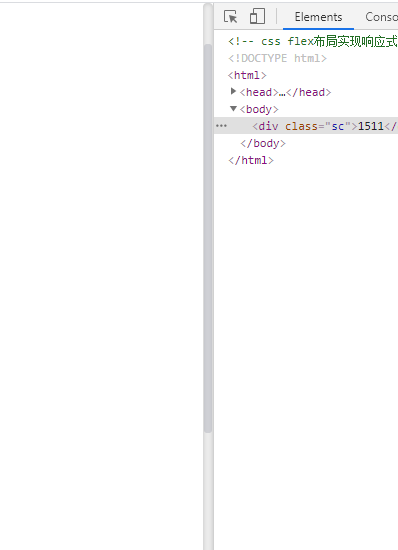 Elements
<!-- css flex布局实现响应式
<!DOCTYPE html>
<html>
<head>…</head>
<body>
<div class="sc">1511</
</body>
</html>